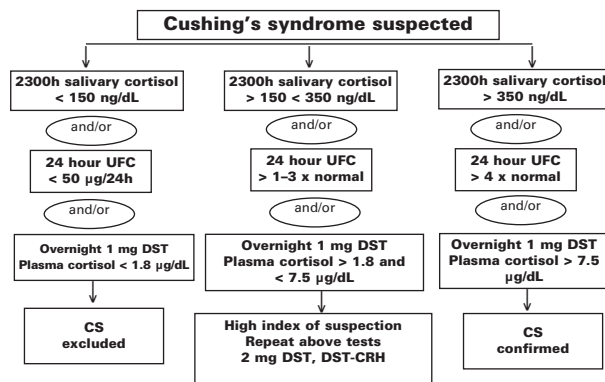 Cushing's syndrome suspected
2300h salivary cortisol
< 150 ng/dL
and/or
24 hour UFC
< 50 µg/24h
and/or
Overnight 1 mg DST
Plasma cortisol < 1.8 µg/dL
CS
excluded
2300h salivary cortisol
> 150 < 350 ng/dL
and/or
24 hour UFC
> 1–3 x normal
and/or
Overnight 1 mg DST
Plasma cortisol > 1.8 and
< 7.5 µg/dL
High index of suspicion
Repeat above tests
2 mg DST, DST-CRH
2300h salivary cortisol
> 350 ng/dL
and/or
24 hour UFC
> 4 x normal
and/or
Overnight 1 mg DST
Plasma cortisol > 7.5
µg/dL
CS
confirmed